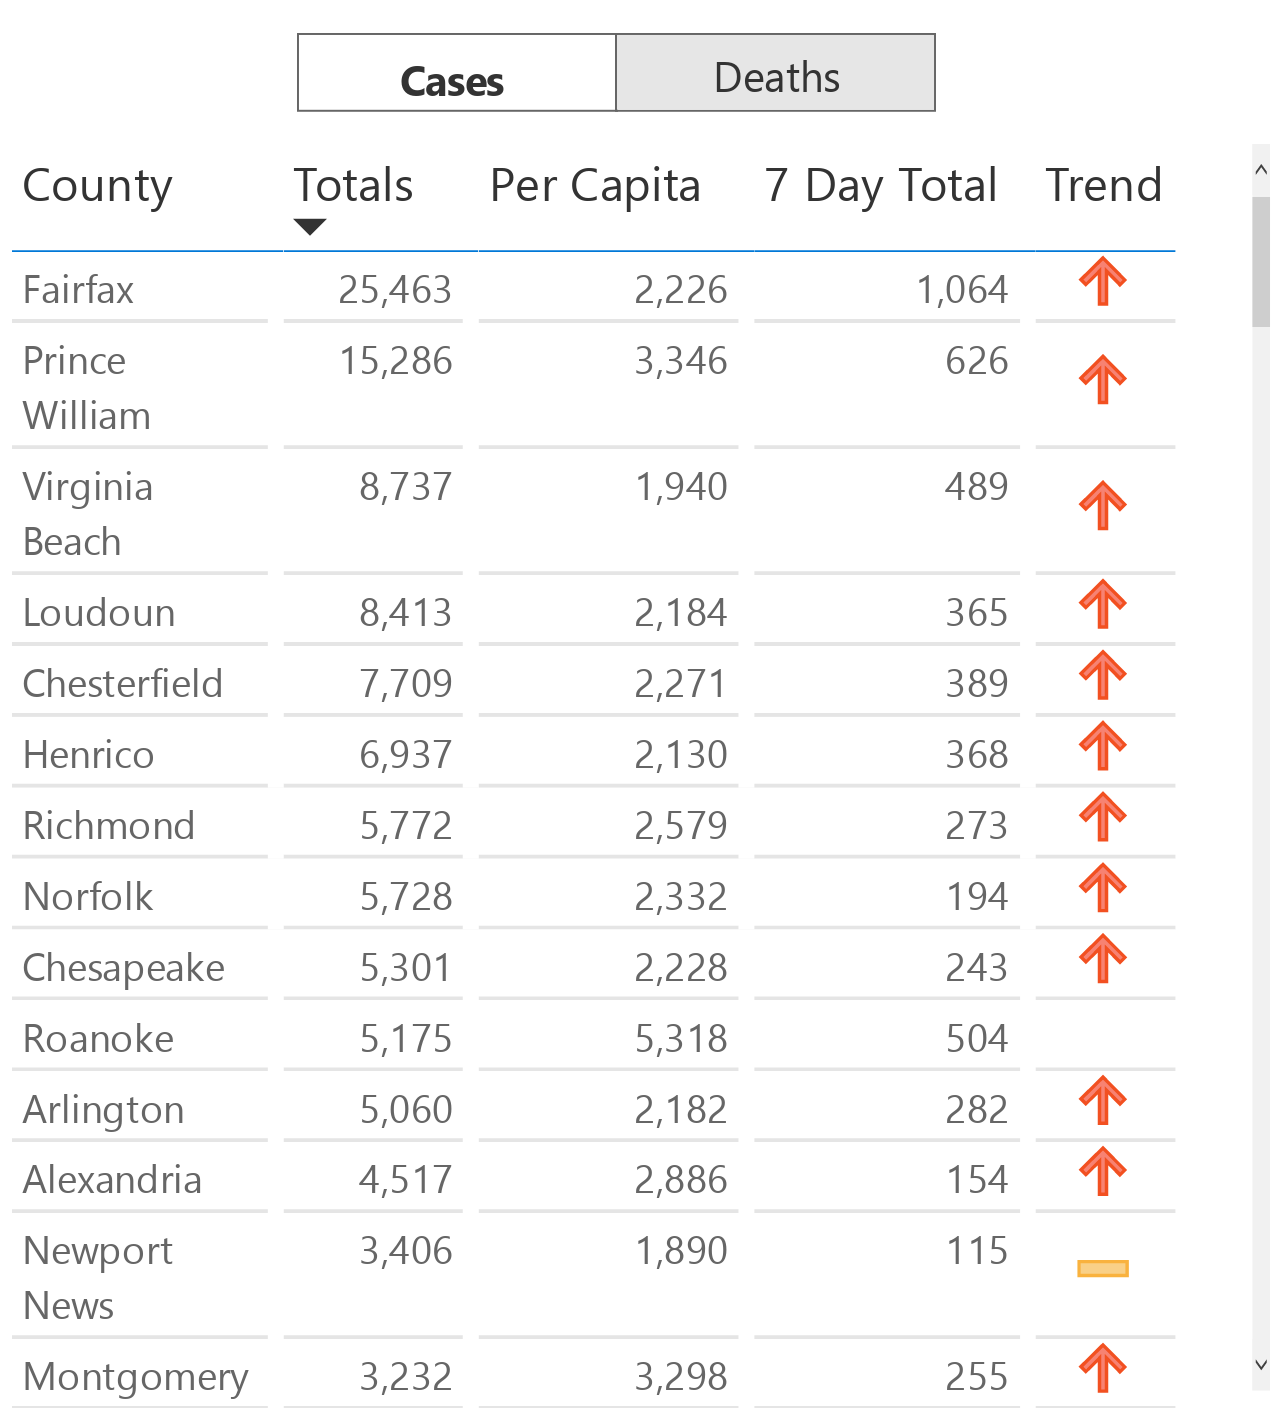 Cases Deaths
County Totals Per Capita 7 Day Total Trend
Fairfax 25,463 2,226 1,064
Prince 15,286 3,346 626
William
Virginia 8,737 1,940 489
Beach
Loudoun 8,413 2,184 365
Chesterfield 7,709 2,271 389
Henrico 6,937 2,130 368
Richmond 5,772 2,579 273
Norfolk 5,728 2,332 194
Chesapeake 5,301 2,228 243
Roanoke 5,175 5,318 504
Arlington 5,060 2,182 282
Alexandria 4,517 2,886 154
Newport 3,406 1,890 115
News
Montgomery 3,232 3,298 255